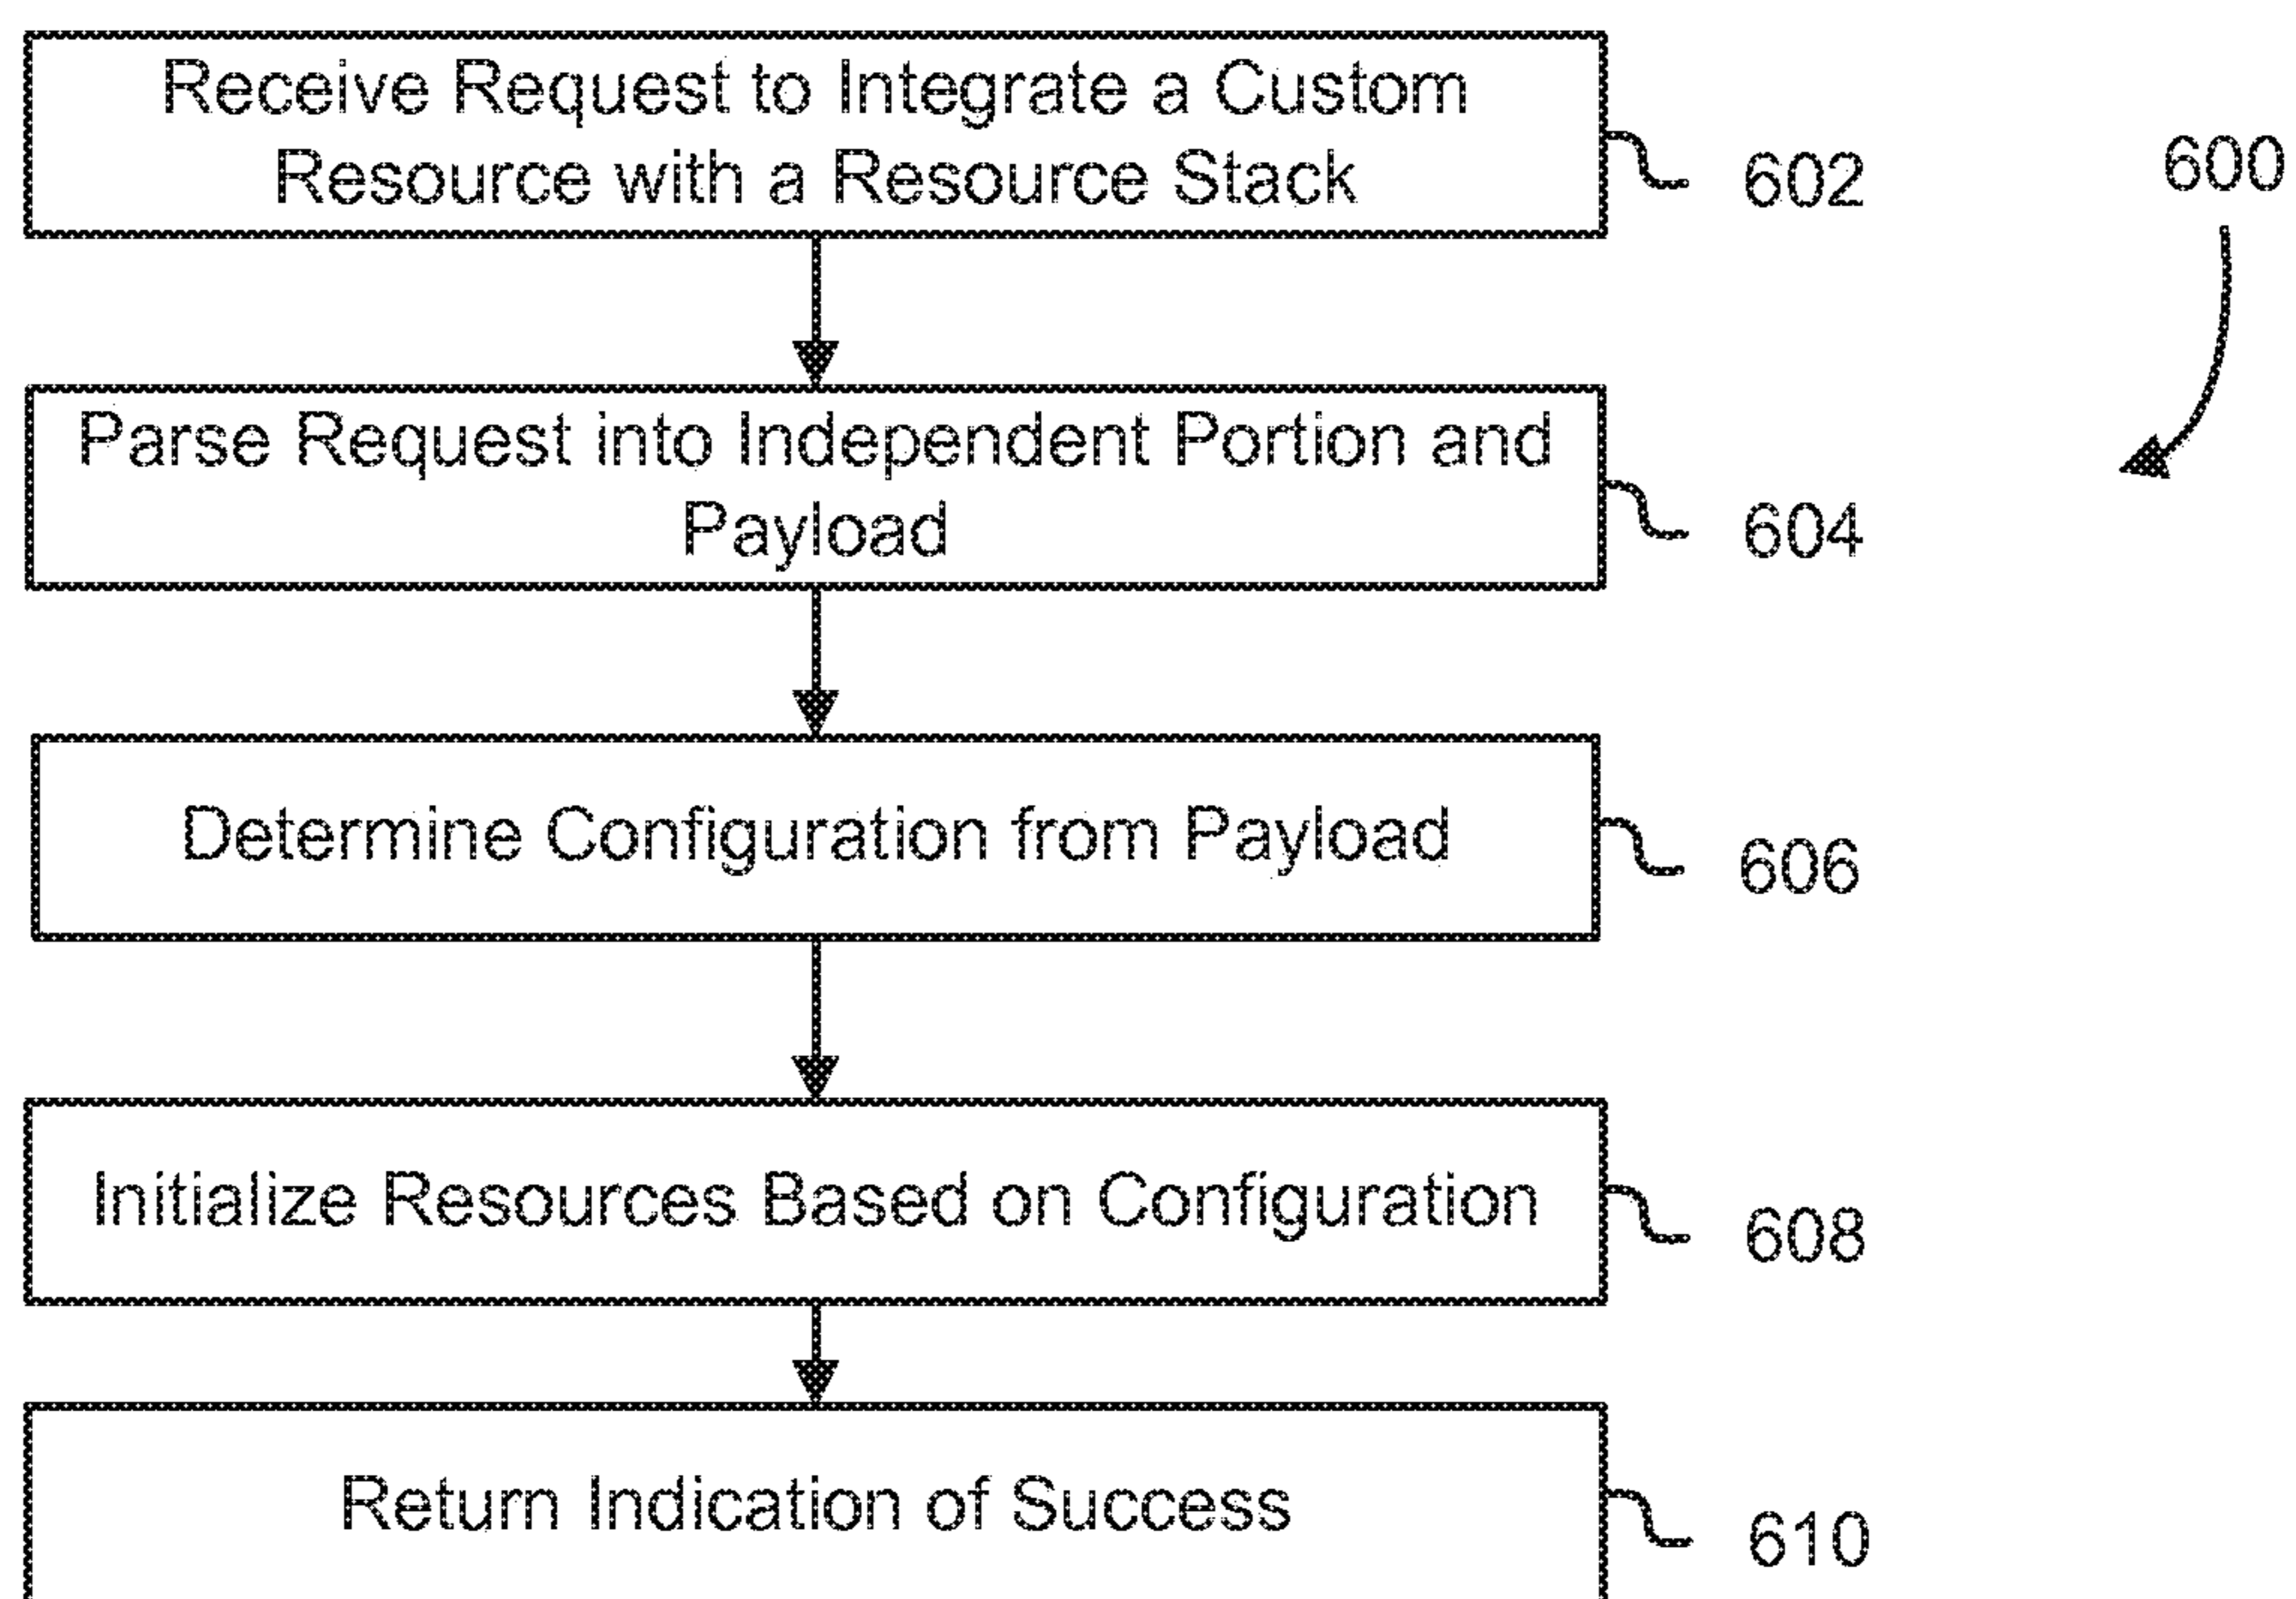 Receive Request to Integrate a Custom
Resource with a Resource Stack
602
600
Parse Request into Independent Portion and
Payload
604
Determine Configuration from Payload
606
Initialize Resources Based on Configuration
608
Return Indication of Success
610